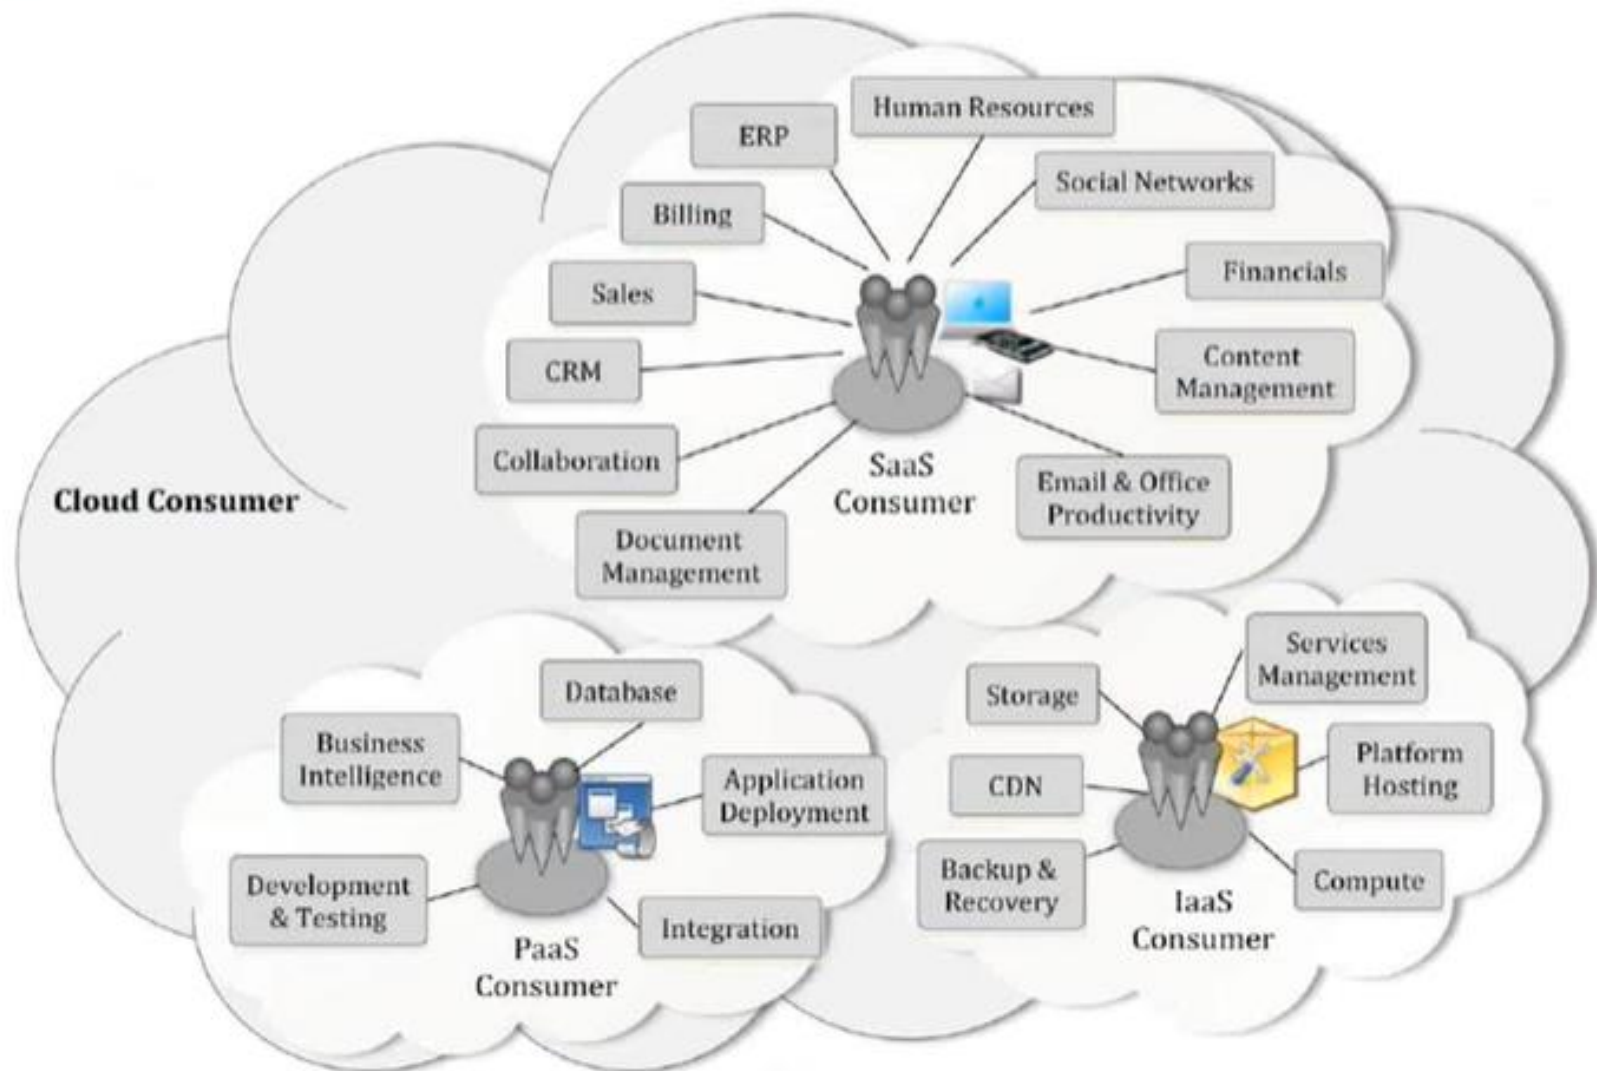 Human Resources
ERP
Social Networks
Billing
Financials
Sales
Content
Management
CRM
Collaboration
SaaS
Consumer
Email & Office
Productivity
Cloud Consumer
Document
Management
Database
Business
Intelligence
Application
Deployment
Development
& Testing
Integration
PaaS
Consumer
Services
Management
Storage
Platform
Hosting
CDN
Backup &
Recovery
Compute
IaaS
Consumer